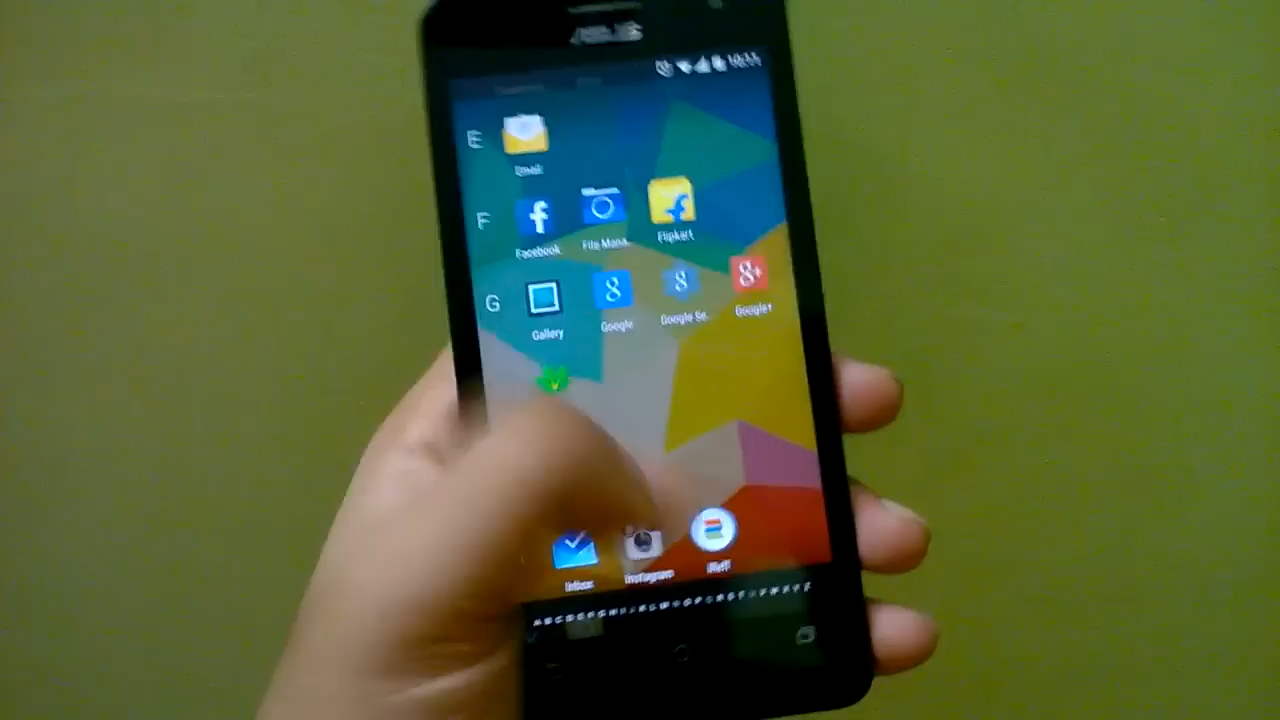 ASUS
E
Email
F
Facebook File Mana.. Flipkart
G
Gallery Google Google Se.. Google+
Inbox Instagram